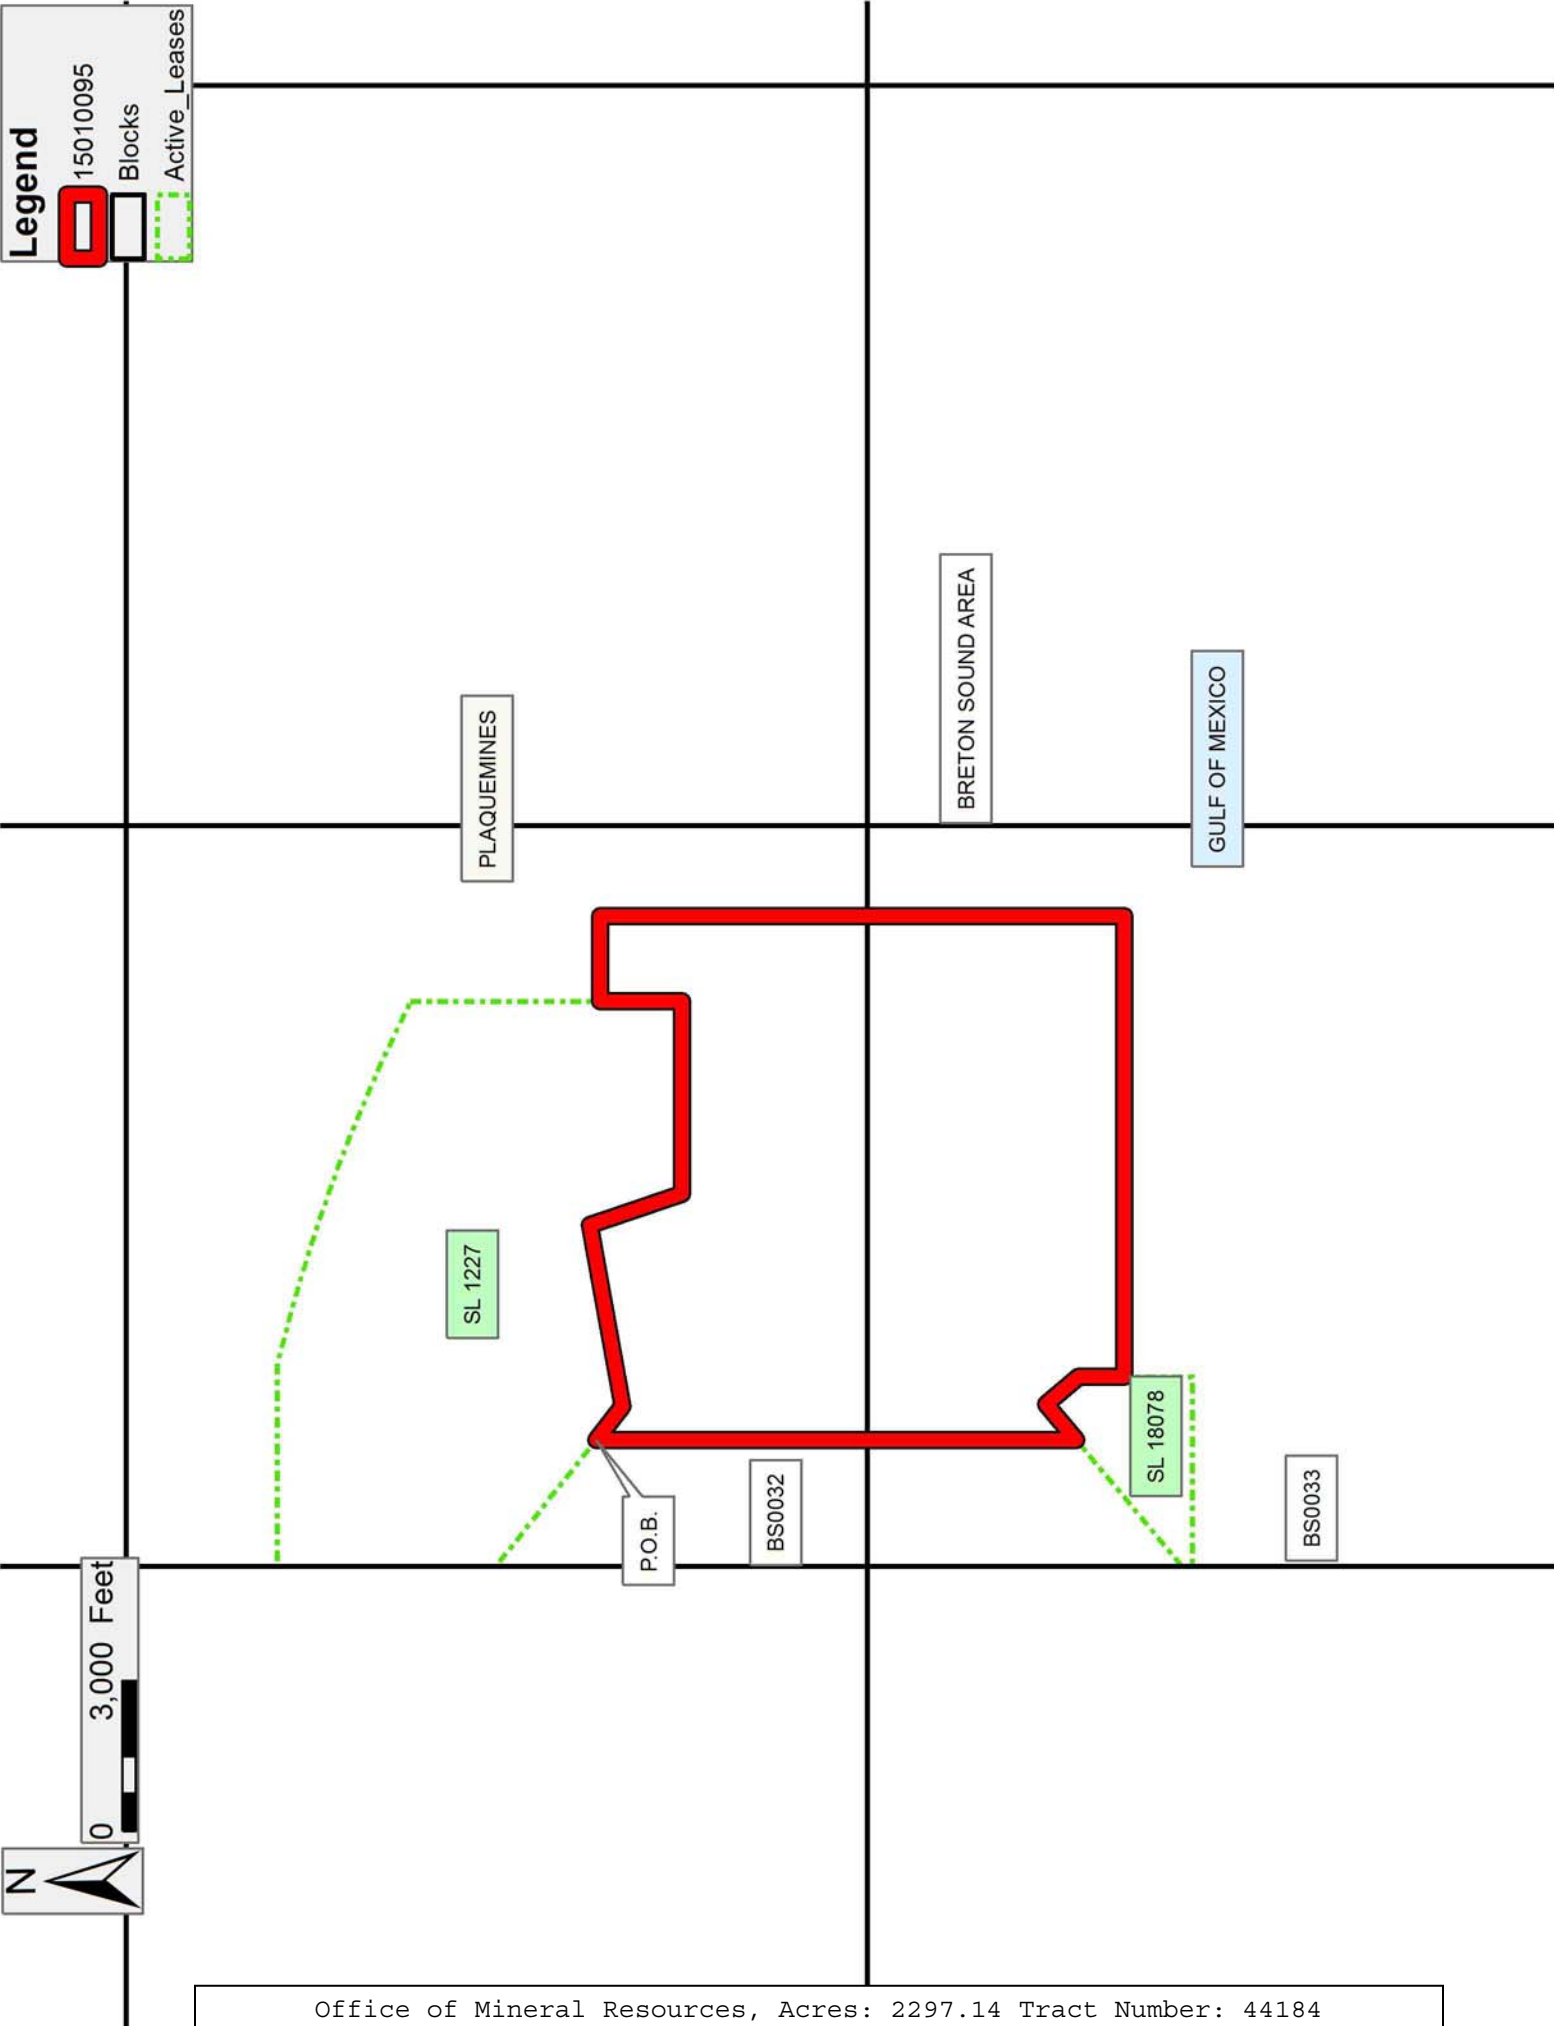 N
0 3,000 Feet
Legend
15010095
Blocks
Active_Leases
SL 1227
PLAQUEMINES
P.O.B.
BS0032
BRETON SOUND AREA
SL 18078
GULF OF MEXICO
BS0033
Office of Mineral Resources, Acres: 2297.14 Tract Number: 44184